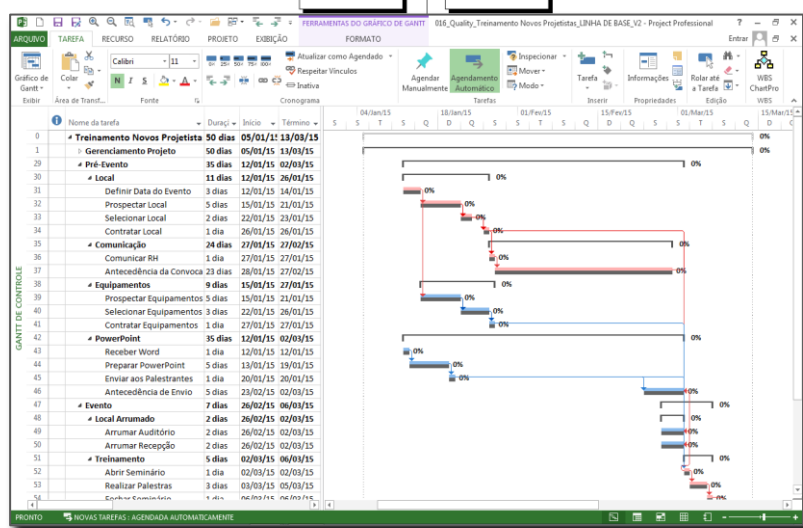 FERRAMENTAS DO GRÁFICO DE GANTT 016_Quality_Treinamento Novos Projetistas_LINHA DE BASE_V2 - Project Professional
ARQUIVO TAREFA RECURSO RELATÓRIO PROJETO EXIBIÇÃO FORMATO Entrar
Gráfico de Gantt
Colar
Calibri 11
N I S A
0% 25% 50% 75% 100%
Atualizar como Agendado
Respeitar Vínculos
Inativa
Agendar Manualmente
Agendamento Automático
Inspecionar
Mover
Modo
Tarefa
Informações
Rolar até a Tarefa
WBS ChartPro
Exibir Área de Transf... Fonte Cronograma Tarefas Inserir Propriedades Edição WBS
04/Jan/15 18/Jan/15 01/Fev/15 15/Fev/15 01/Mar/15 15/Mar/15
Nome da tarefa Duraçi Início Término S S T S Q D Q S S T S Q D Q S S T S Q D
0 Treinamento Novos Projetista 50 dias 05/01/1! 13/03/15 0%
1 Gerenciamento Projeto 50 dias 05/01/15 13/03/15 0%
29 Pré-Evento 35 dias 12/01/15 02/03/15 0%
30 Local 11 dias 12/01/15 26/01/15 0%
31 Definir Data do Evento 3 dias 12/01/15 14/01/15 0%
32 Prospectar Local 5 dias 15/01/15 21/01/15 0%
33 Selecionar Local 2 dias 22/01/15 23/01/15 0%
34 Contratar Local 1 dia 26/01/15 26/01/15 0%
35 Comunicação 24 dias 27/01/15 27/02/15 0%
36 Comunicar RH 1 dia 27/01/15 27/01/15 0%
37 Antecedência da Convoca 23 dias 28/01/15 27/02/15 0%
38 Equipamentos 9 dias 15/01/15 27/01/15 0%
39 Prospectar Equipamentos 5 dias 15/01/15 21/01/15 0%
40 Selecionar Equipamentos 3 dias 22/01/15 26/01/15 0%
41 Contratar Equipamentos 1 dia 27/01/15 27/01/15 0%
42 PowerPoint 35 dias 12/01/15 02/03/15 0%
43 Receber Word 1 dia 12/01/15 12/01/15 0%
44 Preparar PowerPoint 5 dias 13/01/15 19/01/15 0%
45 Enviar aos Palestrantes 1 dia 20/01/15 20/01/15 0%
46 Antecedência de Envio 5 dias 23/02/15 02/03/15 0%
47 Evento 7 dias 26/02/15 06/03/15 0%
48 Local Arrumado 2 dias 26/02/15 02/03/15 0%
49 Arrumar Auditório 2 dias 26/02/15 02/03/15 0%
50 Arrumar Recepção 2 dias 26/02/15 02/03/15 0%
51 Treinamento 5 dias 02/03/15 06/03/15 0%
52 Abrir Seminário 1 dia 02/03/15 02/03/15 0%
53 Realizar Palestras 3 dias 03/03/15 05/03/15 0%
54 Fechar Seminário 1 dia 06/03/15 06/03/15 0%
GANTT DE CONTROLE
PRONTO NOVAS TAREFAS : AGENDADA AUTOMATICAMENTE